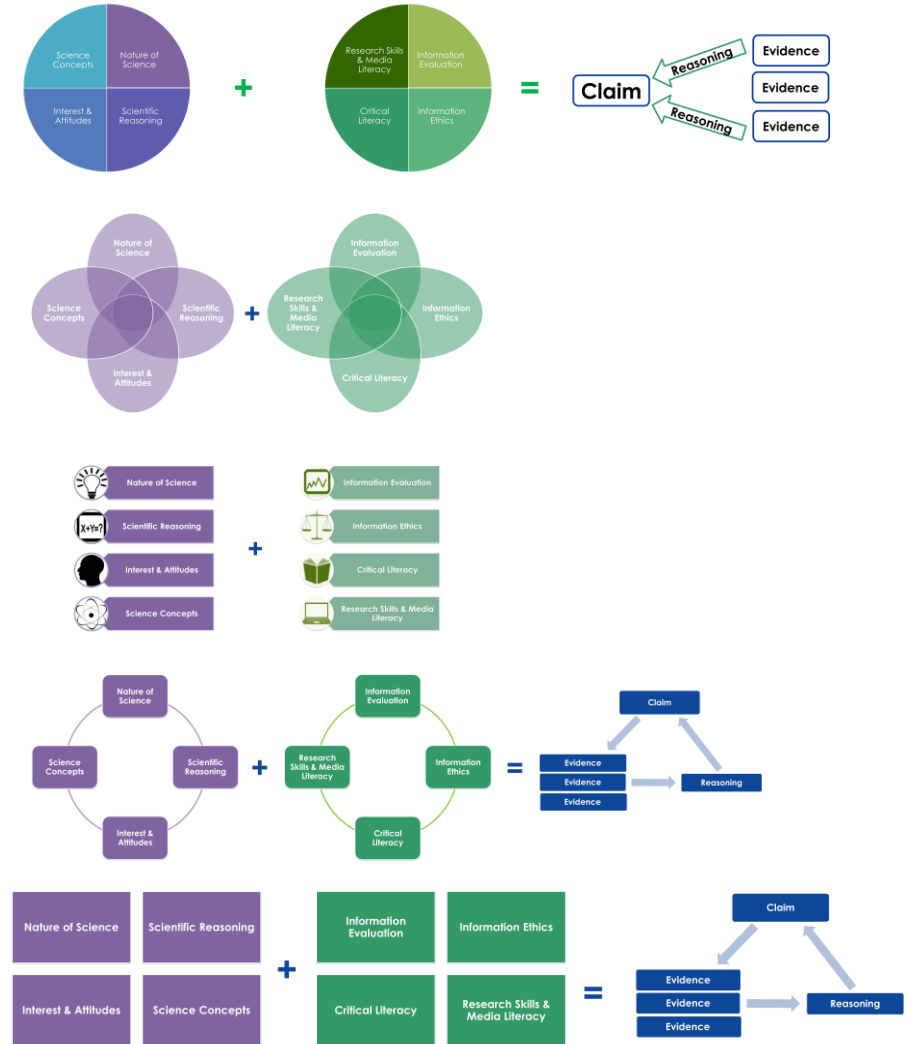 Science
Concepts
Nature of
Science
Interest &
Attitudes
Scientific
Reasoning
+
Research Skills
& Media
Literacy
Information
Evaluation
Critical
Literacy
Information
Ethics
=
Claim
Reasoning
Reasoning
Evidence
Evidence
Evidence
Nature of
Science
Science
Concepts
Scientific
Reasoning
Interest &
Attitudes
+
Information
Evaluation
Research
Skills &
Media
Literacy
Information
Ethics
Critical Literacy
Nature of Science
X+Y=?
Scientific Reasoning
Interest & Attitudes
Science Concepts
+
Information Evaluation
Information Ethics
Critical Literacy
Research Skills & Media
Literacy
Nature of
Science
Science
Concepts
Scientific
Reasoning
Interest &
Attitudes
+
Information
Evaluation
Research
Skills & Media
Literacy
Information
Ethics
Critical
Literacy
=
Claim
Evidence
Evidence
Evidence
Reasoning
Nature of Science
Scientific Reasoning
Interest & Attitudes
Science Concepts
+
Information
Evaluation
Information Ethics
Critical Literacy
Research Skills &
Media Literacy
=
Claim
Evidence
Evidence
Evidence
Reasoning